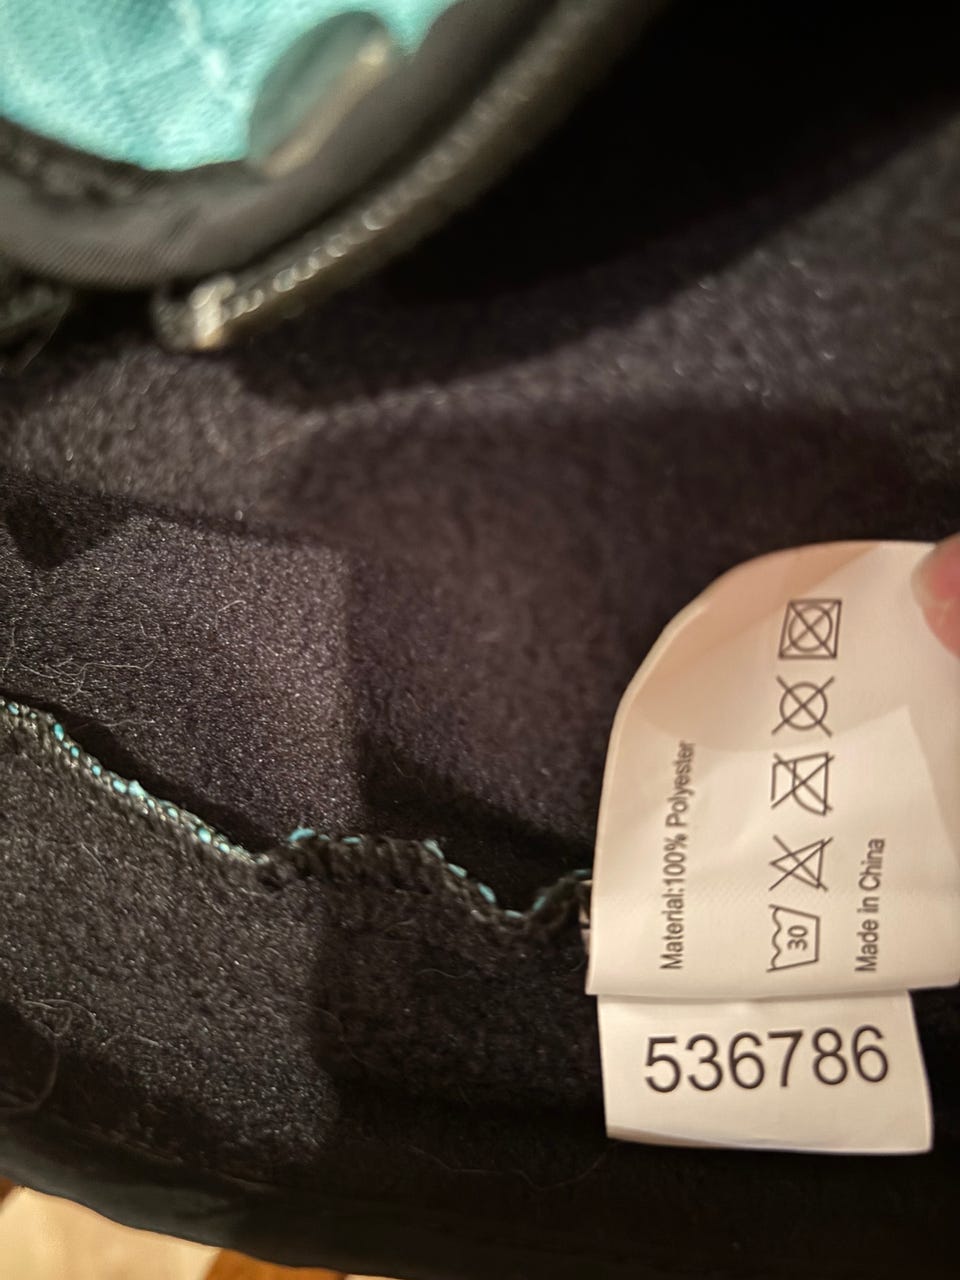 Material:100% Polyester
30
Made in China
536786